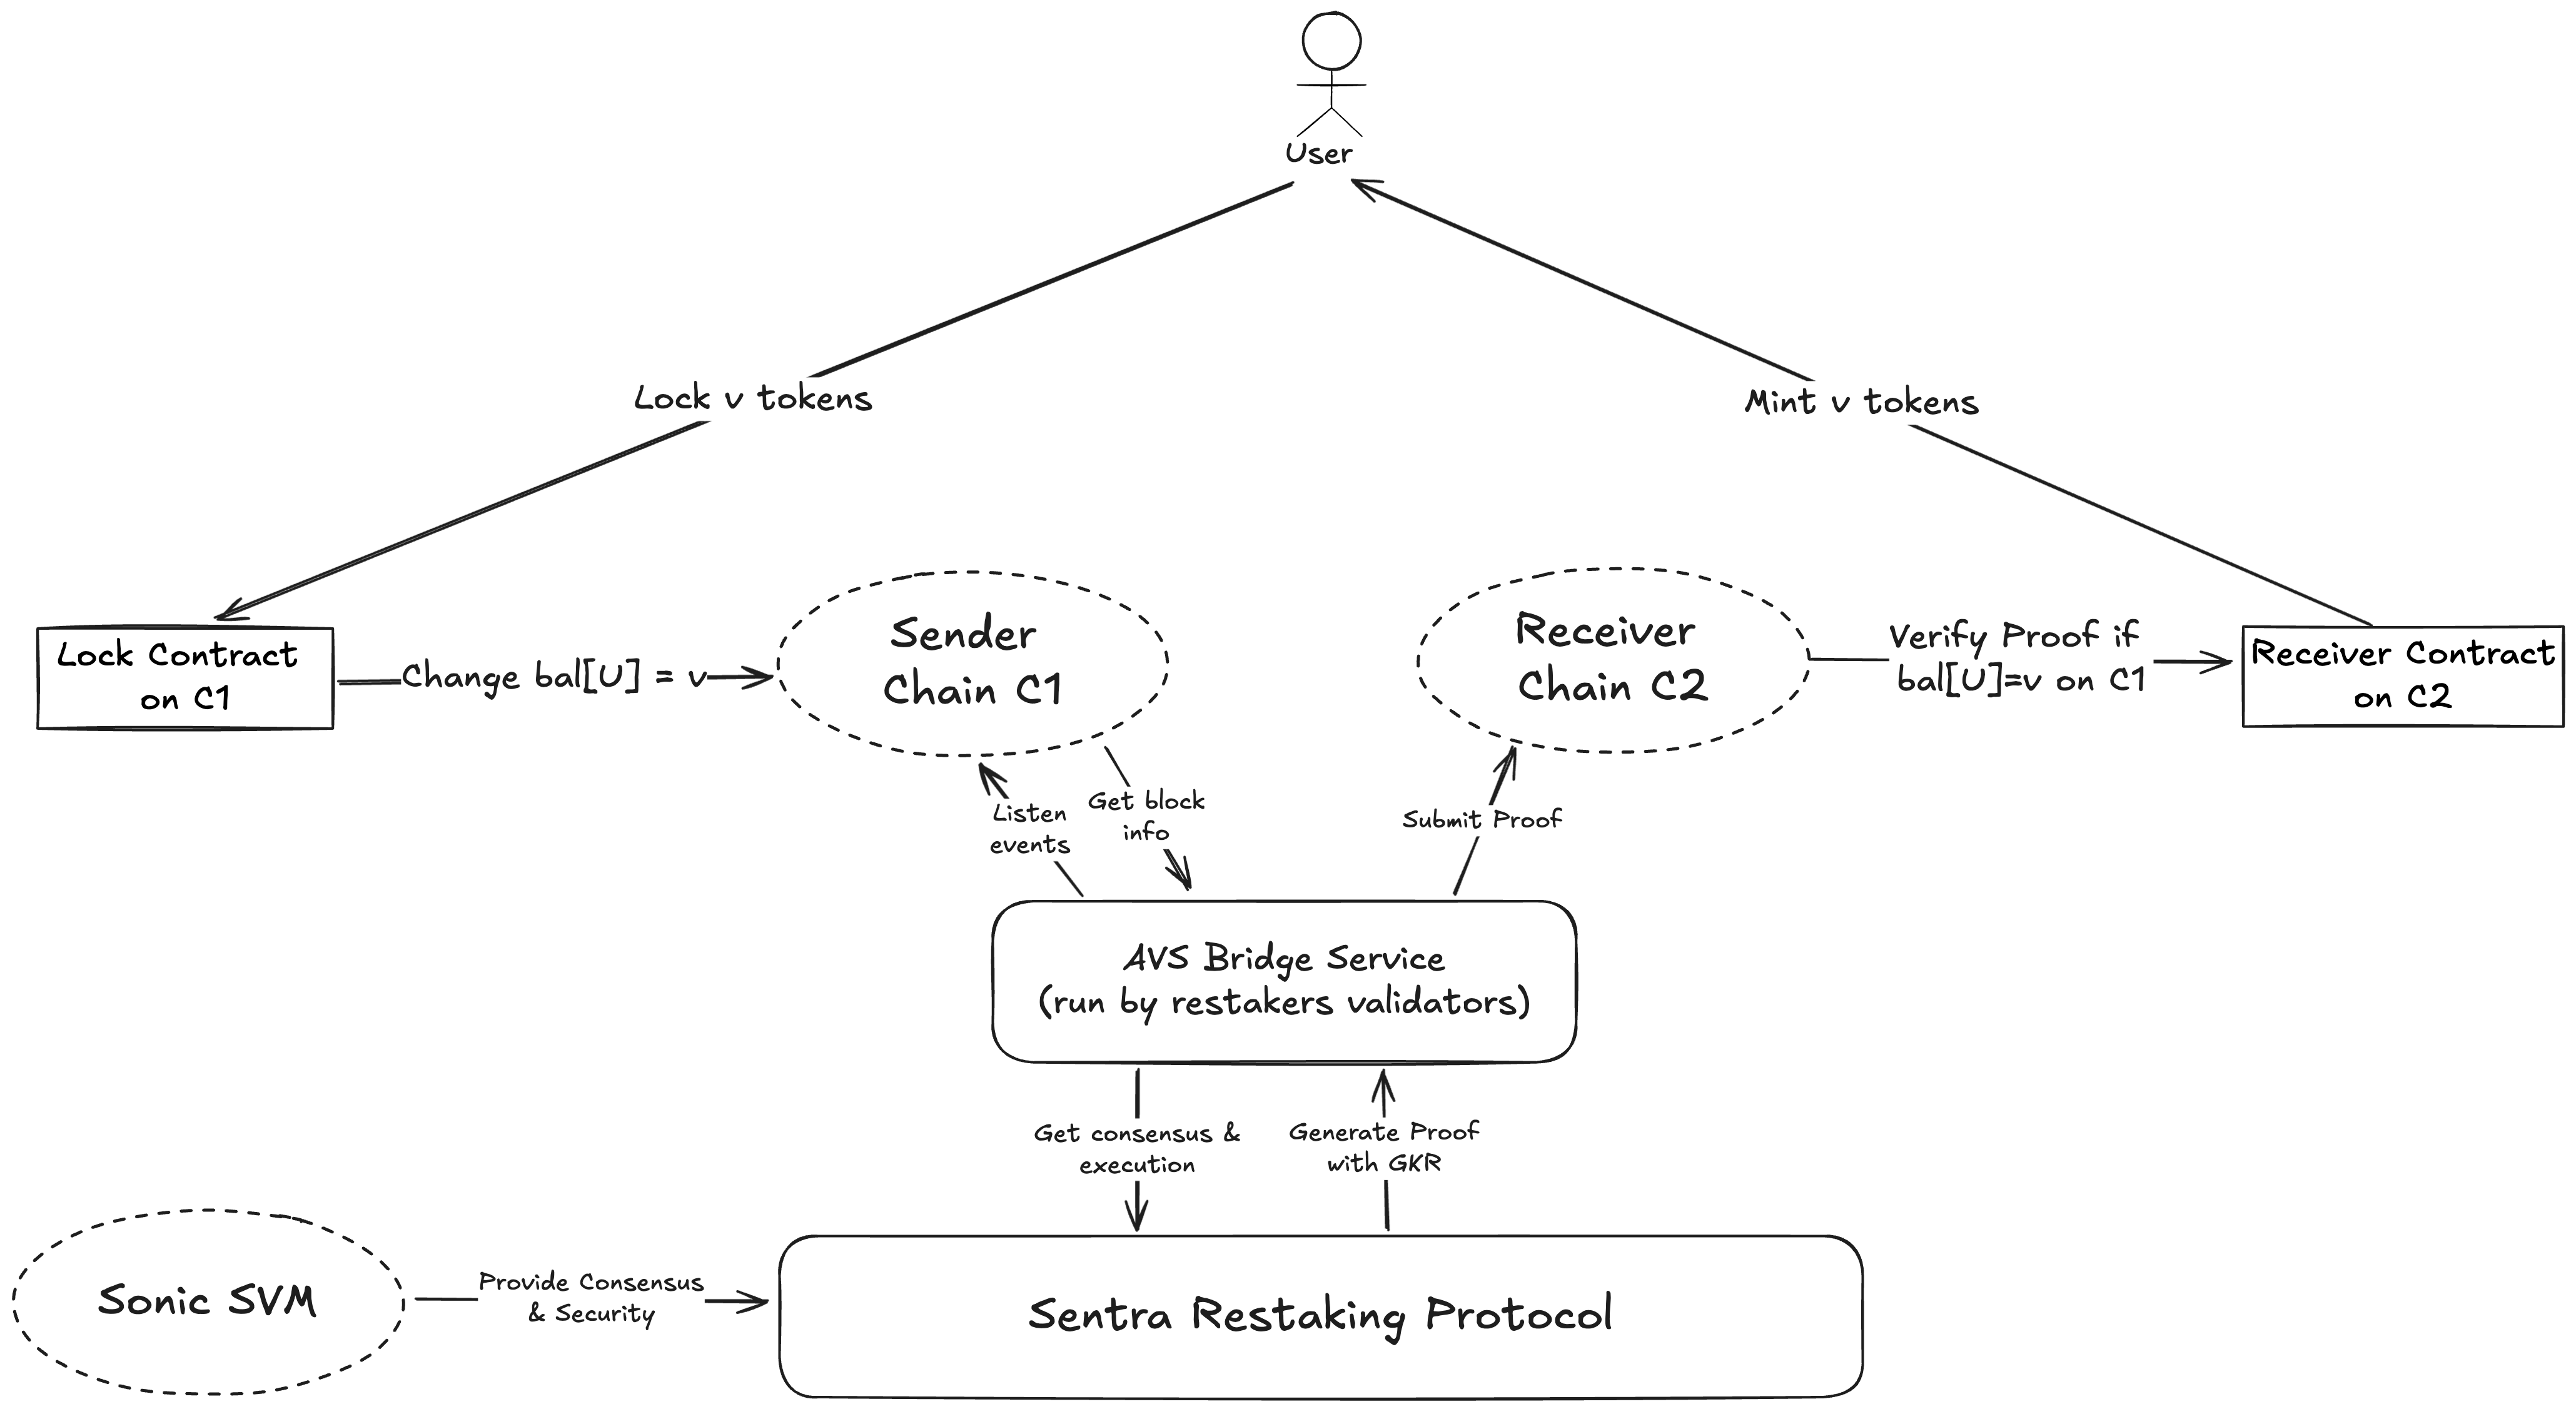 User
Lock v tokens
Mint v tokens
Lock Contract
on C1
Change bal[U] = v
Sender
Chain C1
Receiver
Chain C2
Verify Proof if
bal[U]=v on C1
Receiver Contract
on C2
Listen
events
Get block
info
Submit Proof
AVS Bridge Service
(run by restakers validators)
Get consensus &
execution
Generate Proof
with GKR
Sonic SVM
Provide Consensus
& Security
Sentra Restaking Protocol